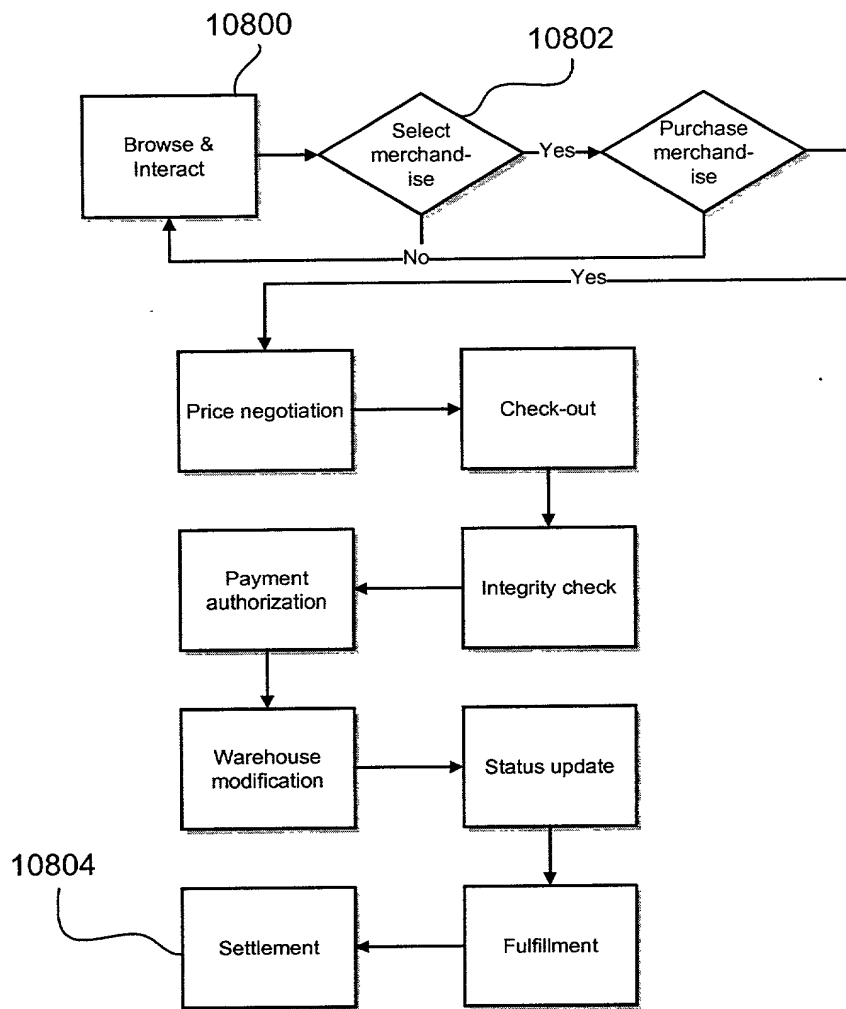 10800
10802
Browse &
Interact
Select
merchand-
ise
Yes
Purchase
merchand-
ise
No
Yes
Price negotiation
Check-out
Payment
authorization
Integrity check
Warehouse
modification
Status update
10804
Settlement
Fulfillment